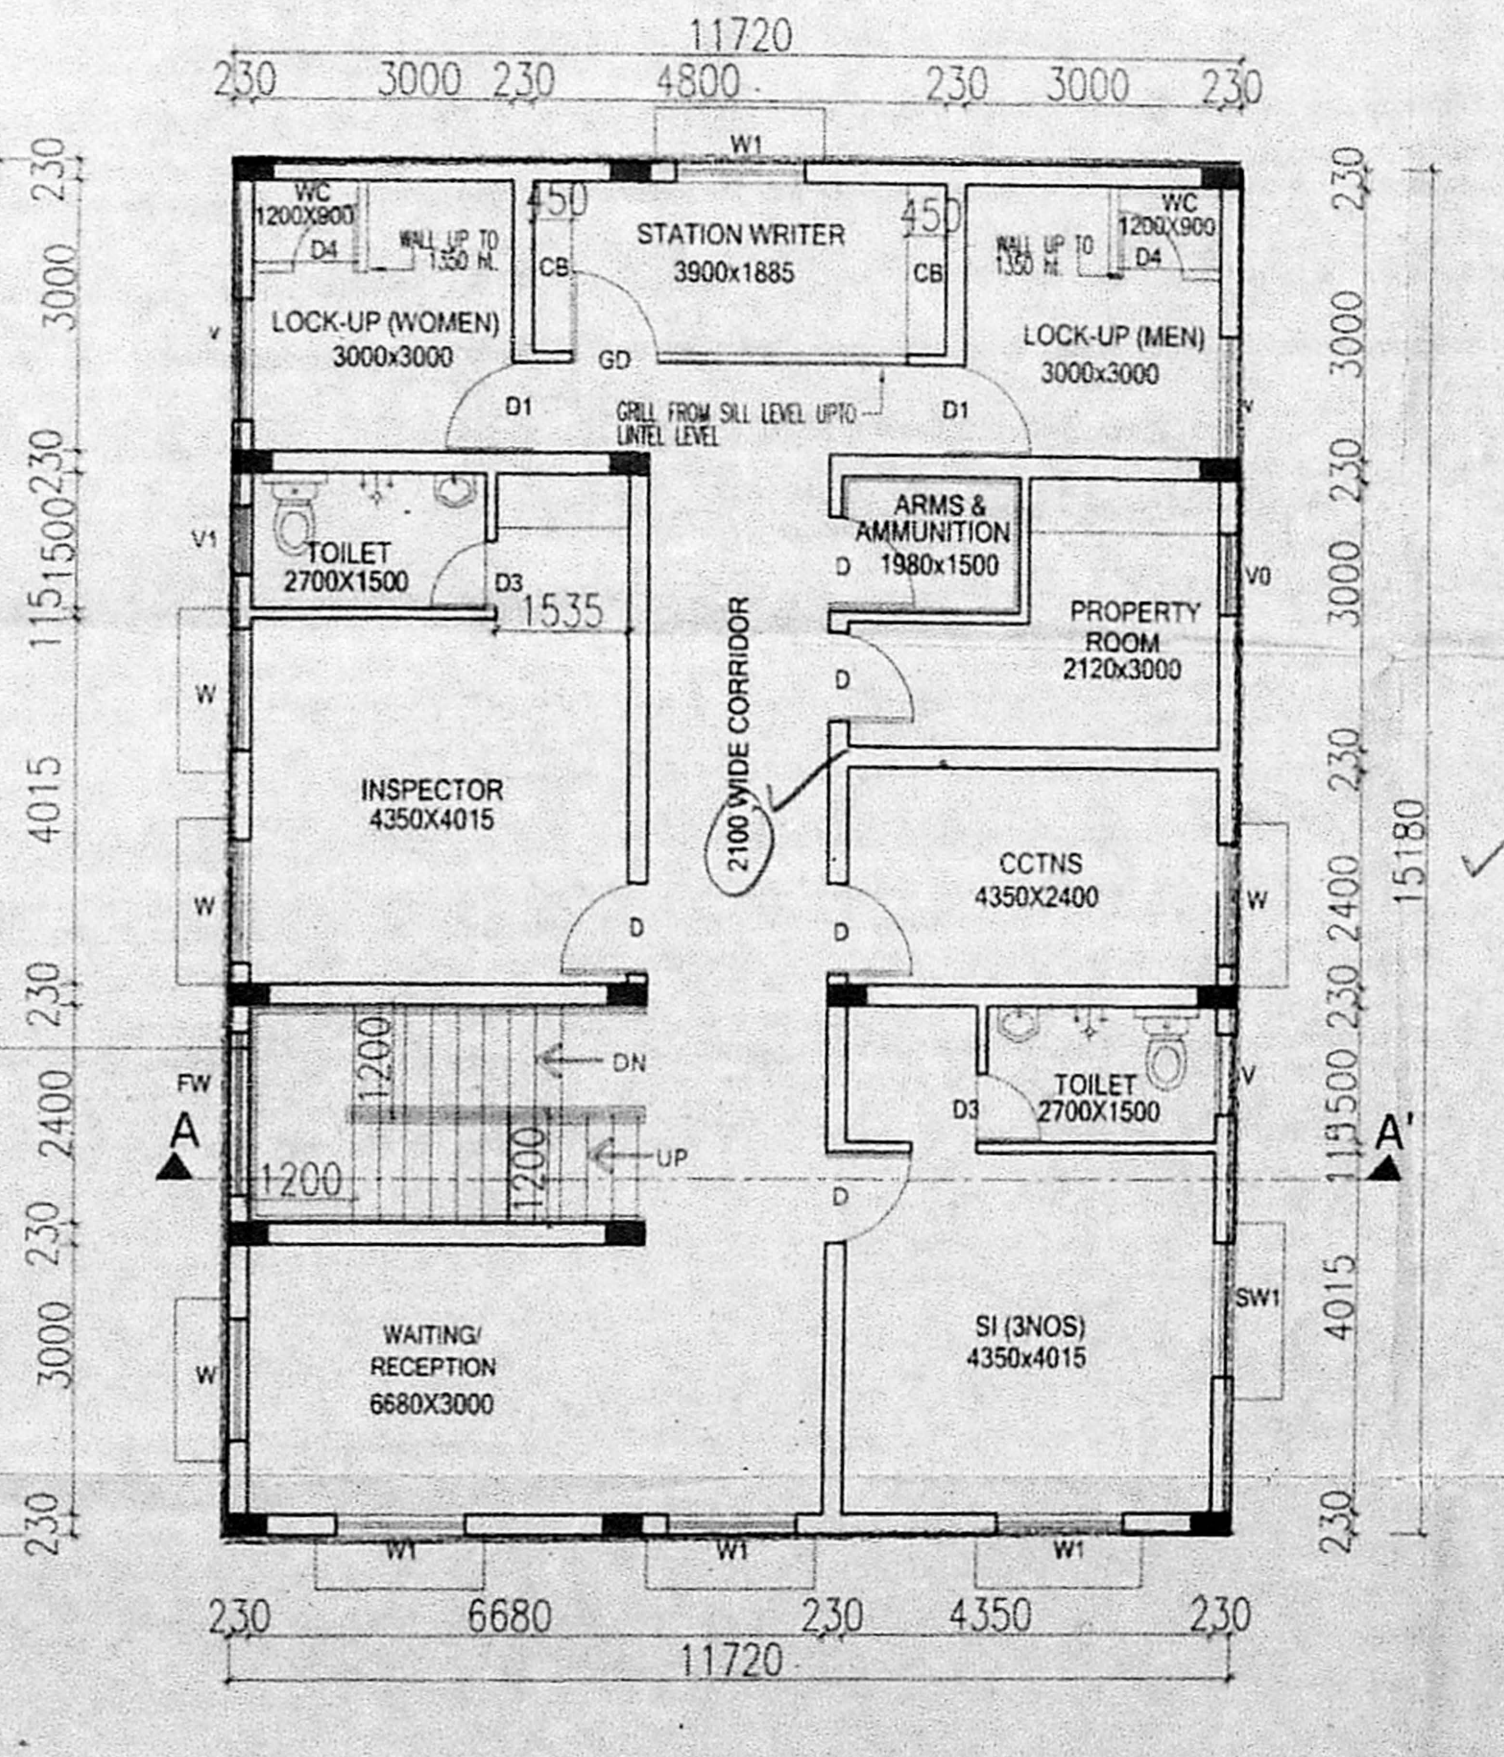 11720
230 3000 230 4800 230 3000 230
W1
230
3000
230
1500
115
4015
230
2400
230
3000
230
WC
1200X900
D4
WALL UP TO
1350 ht.
LOCK-UP (WOMEN)
3000x3000
v
D1
450
CB
STATION WRITER
3900x1885
450
CB
GD
GRILL FROM SILL LEVEL UPTO
LINTEL LEVEL
D1
WC
1200X900
D4
WALL UP TO
1350 ht.
LOCK-UP (MEN)
3000x3000
v
V1
TOILET
2700X1500
D3
1535
ARMS &
AMMUNITION
1980x1500
D
PROPERTY
ROOM
2120x3000
V0
D
W
INSPECTOR
4350X4015
W
D
2100 WIDE CORRIDOR
CCTNS
4350X2400
W
D
FW
1200
DN
1200
UP
1200
A
TOILET
2700X1500
D3
V
A'
D
WAITING/
RECEPTION
6680X3000
W
SI (3NOS)
4350x4015
SW1
W1 W1 W1
230
3000
230
3000
230
2400
230
1500
115
4015
230
15180
230 6680 230 4350 230
11720